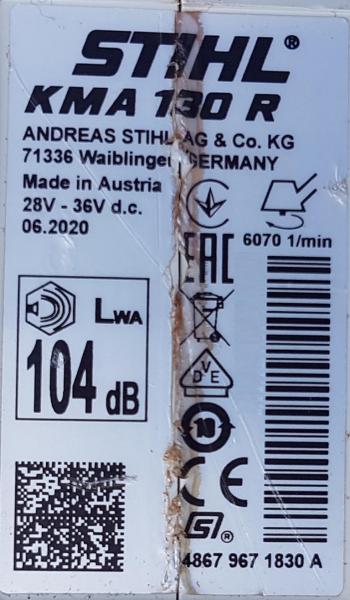 STIHL®
KMA 130 R
ANDREAS STIHL AG & Co. KG
71336 Waiblingen GERMANY
Made in Austria
28V - 36V d.c.
06.2020
6070 1/min
EAC
LWA
104 dB
DVE
10
CE
®
4867 967 1830 A